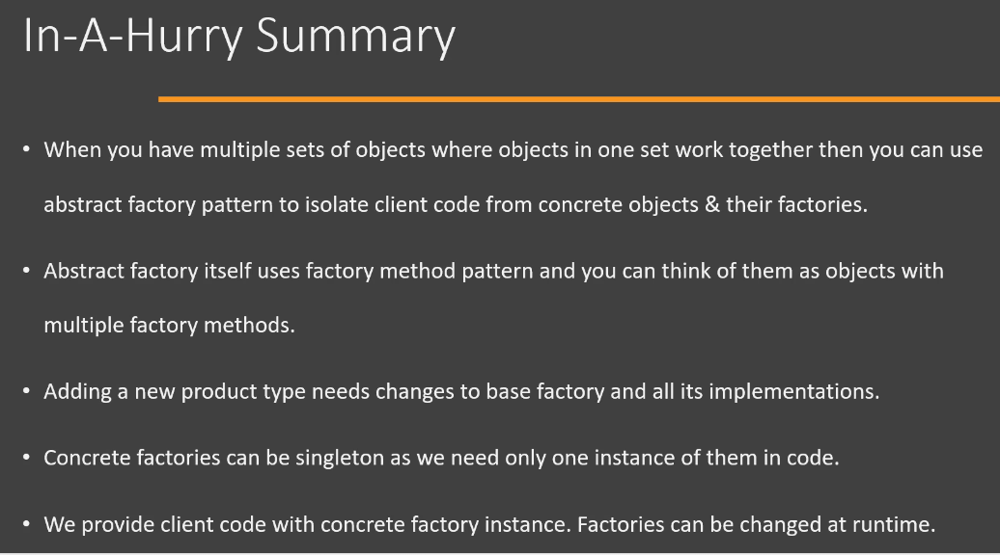 In-A-Hurry Summary
• When you have multiple sets of objects where objects in one set work together then you can use
abstract factory pattern to isolate client code from concrete objects & their factories.
• Abstract factory itself uses factory method pattern and you can think of them as objects with
multiple factory methods.
• Adding a new product type needs changes to base factory and all its implementations.
• Concrete factories can be singleton as we need only one instance of them in code.
• We provide client code with concrete factory instance. Factories can be changed at runtime.